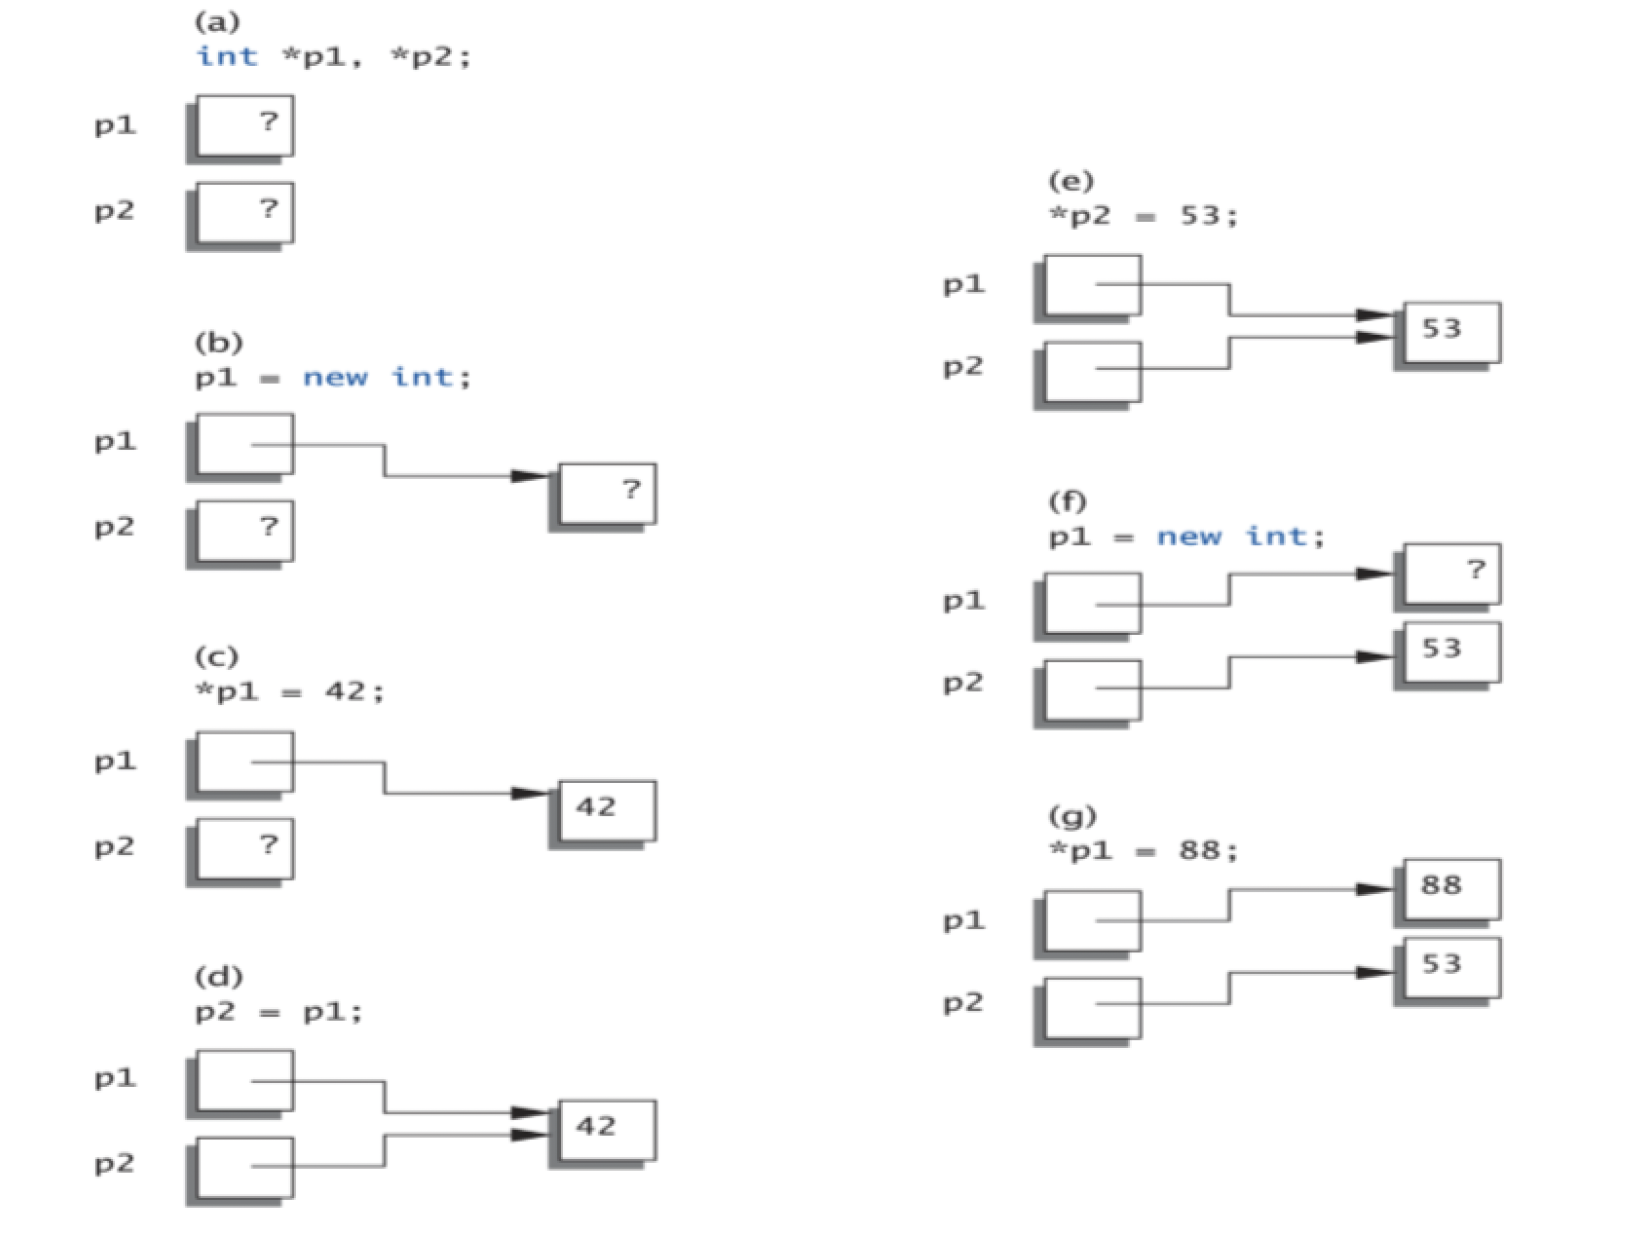 (a)
int *p1, *p2;
p1 ?
p2 ?
(b)
p1 = new int;
p1
?
p2 ?
(c)
*p1 = 42;
p1
42
p2 ?
(d)
p2 = p1;
p1
42
p2
(e)
*p2 = 53;
p1
53
p2
(f)
p1 = new int;
?
p1
53
p2
(g)
*p1 = 88;
88
p1
53
p2